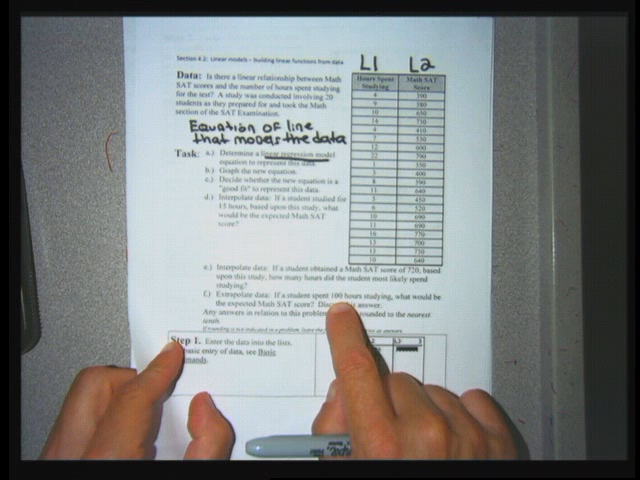 Section 4.2: Linear models – building linear functions from data
L1 L2
Data: Is there a linear relationship between Math
SAT scores and the number of hours spent studying
for the test? A study was conducted involving 20
students as they prepared for and took the Math
section of the SAT Examination.
Equation of line
that models the data
Task: a.) Determine a linear regression model
equation to represent this data.
b.) Graph the new equation.
c.) Decide whether the new equation is a
"good fit" to represent this data.
d.) Interpolate data: If a student studied for
15 hours, based upon this study, what
would be the expected Math SAT
score?
Hours Spent Studying Math SAT Score
4 390
9 580
10 650
14 730
4 410
7 530
12 600
22 790
1 350
3 400
8 590
11 640
5 450
6 520
10 690
11 690
16 770
13 700
13 730
10 640
e.) Interpolate data: If a student obtained a Math SAT score of 720, based
upon this study, how many hours did the student most likely spend
studying?
f.) Extrapolate data: If a student spent 100 hours studying, what would be
the expected Math SAT score? answer.
Any answers in relation to this rounded to the nearest
tenth.
Step 1. Enter the data into the lists.
basic entry of data, see Basic